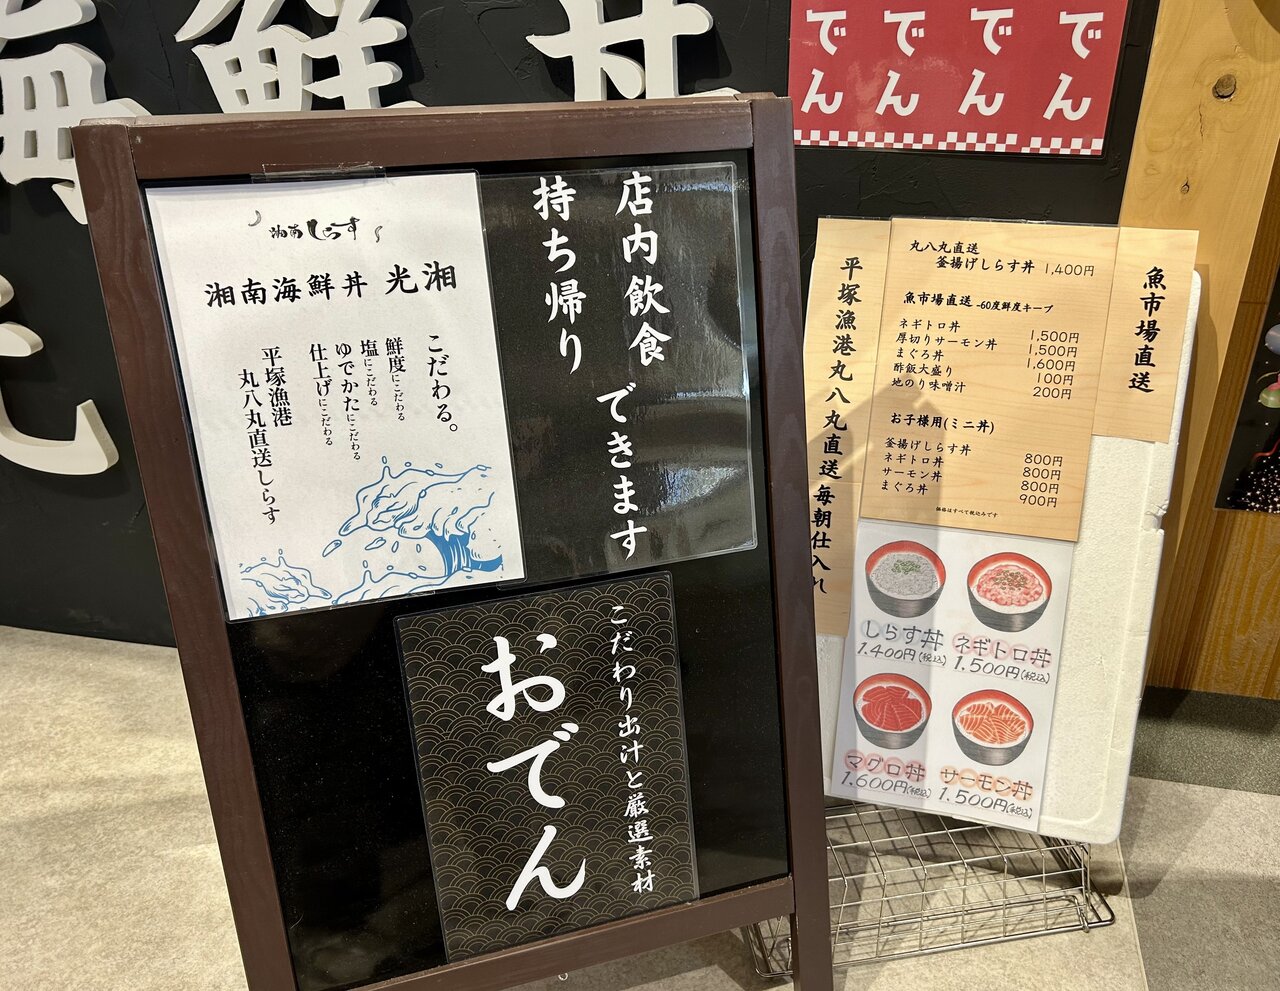 海鮮丼
でん でん でん でん
湘南しらす
湘南海鮮丼 光湘
こだわる。
鮮度にこだわる
塩にこだわる
ゆでかたにこだわる
仕上げにこだわる
平塚漁港
丸八丸直送しらす
店内飲食
持ち帰り
できます
こだわり出汁と厳選素材
おでん
魚市場直送
平塚漁港丸八丸直送 毎朝仕入れ
丸八丸直送
釜揚げしらす丼 1,400円
魚市場直送 -60度鮮度キープ
ネギトロ丼 1,500円
厚切りサーモン丼 1,500円
まぐろ丼 1,600円
酢飯大盛り 100円
地のり味噌汁 200円
お子様用(ミニ丼)
釜揚げしらす丼 800円
ネギトロ丼 800円
サーモン丼 800円
まぐろ丼 900円
価格はすべて税込みです
しらす丼
1.400円(税込)
ネギトロ丼
1.500円(税込)
マグロ丼
1.600円(税込)
サーモン丼
1.500円(税込)